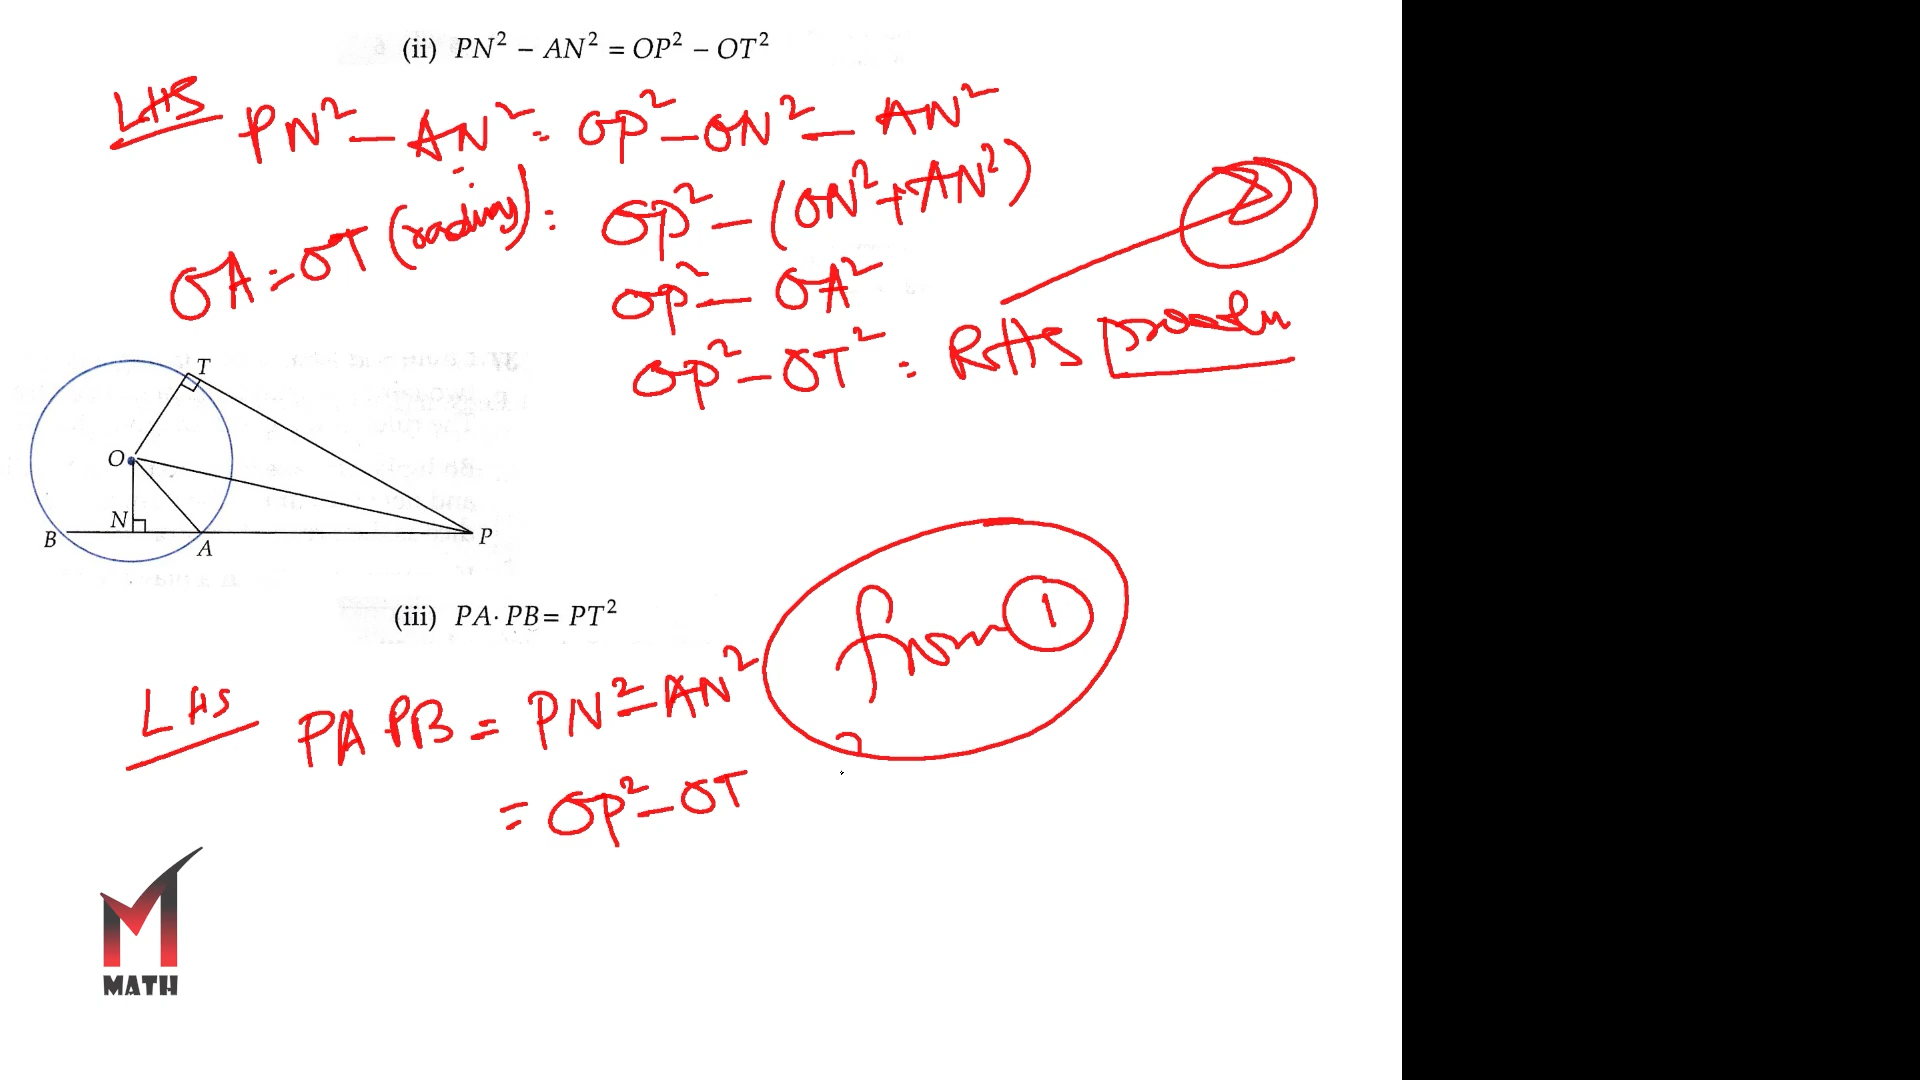 (ii) PN² − AN² = OP² − OT²
LHS PN² − AN² = OP² − ON² − AN²
= OP² − (ON² + AN²)
OA = OT (radius)
OP² − OA²
OP² − OT² = RHS
2
T
O
N
B
A
P
(iii) PA· PB = PT²
from 1
LHS PA PB = PN² − AN²
= OP² − OT
M
MATH